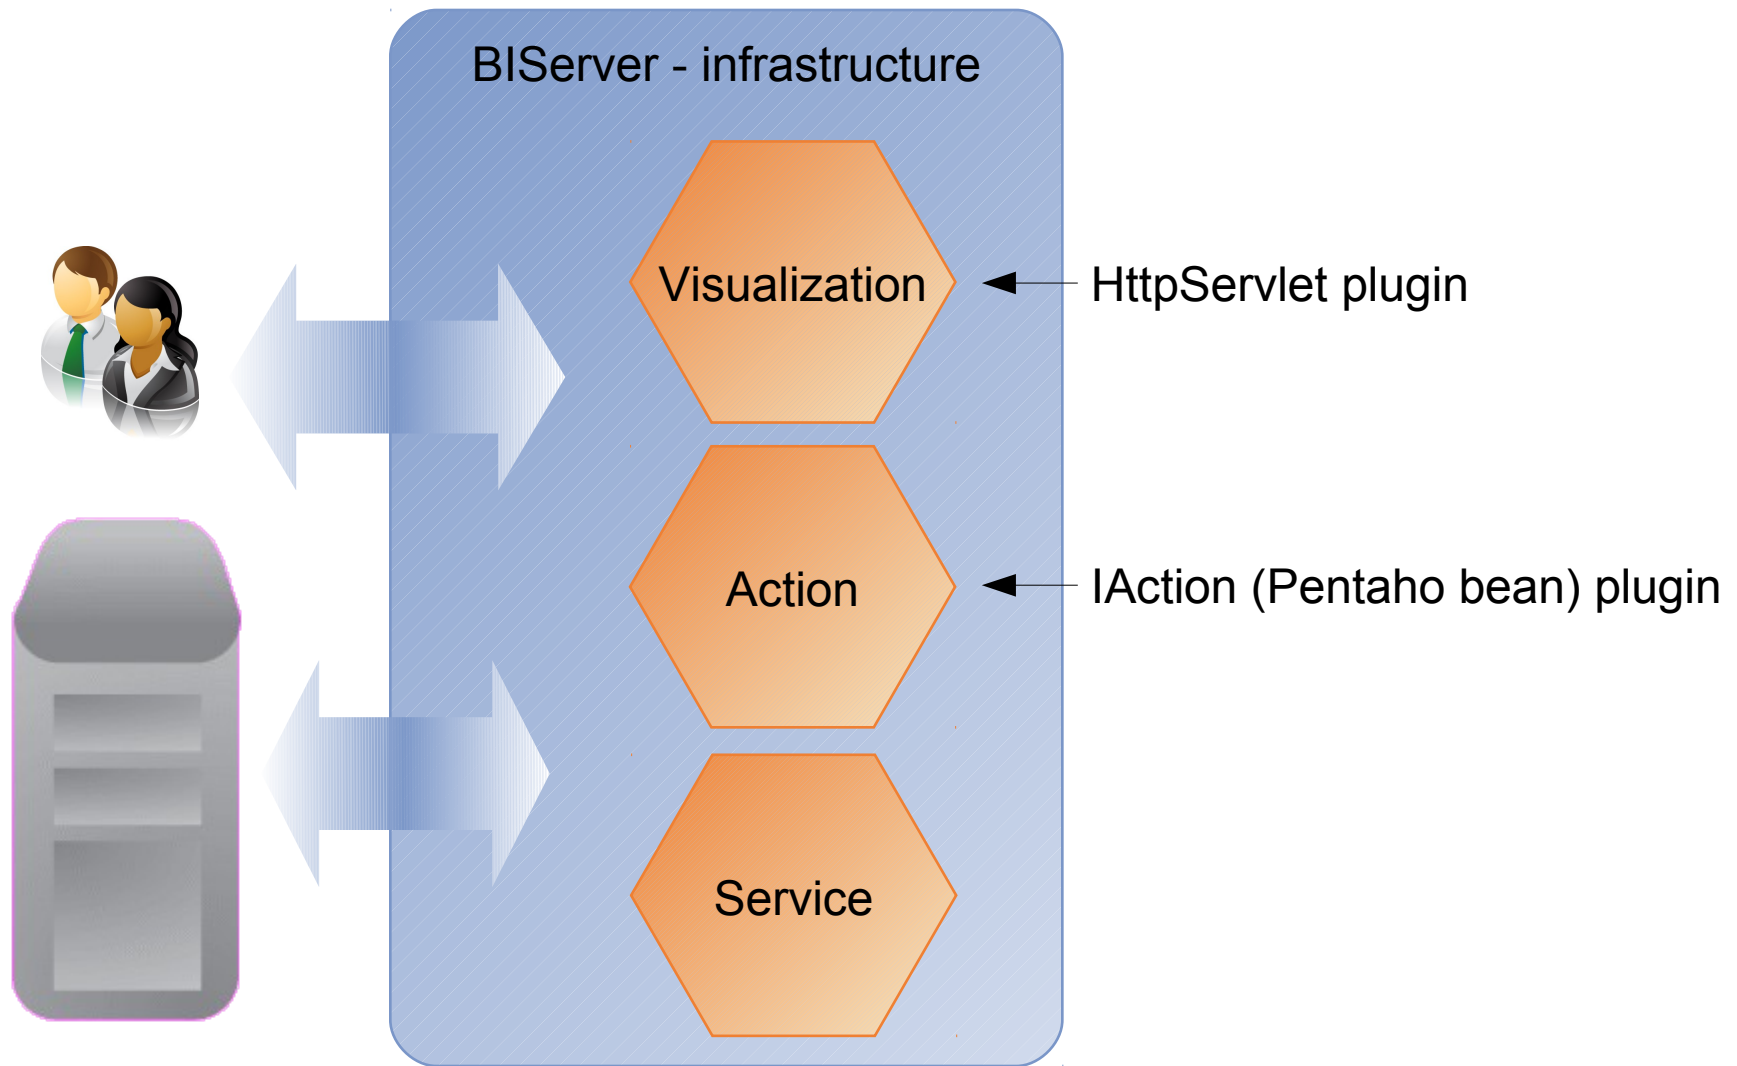 BIServer - infrastructure
Visualization
HttpServlet plugin
Action
IAction (Pentaho bean) plugin
Service